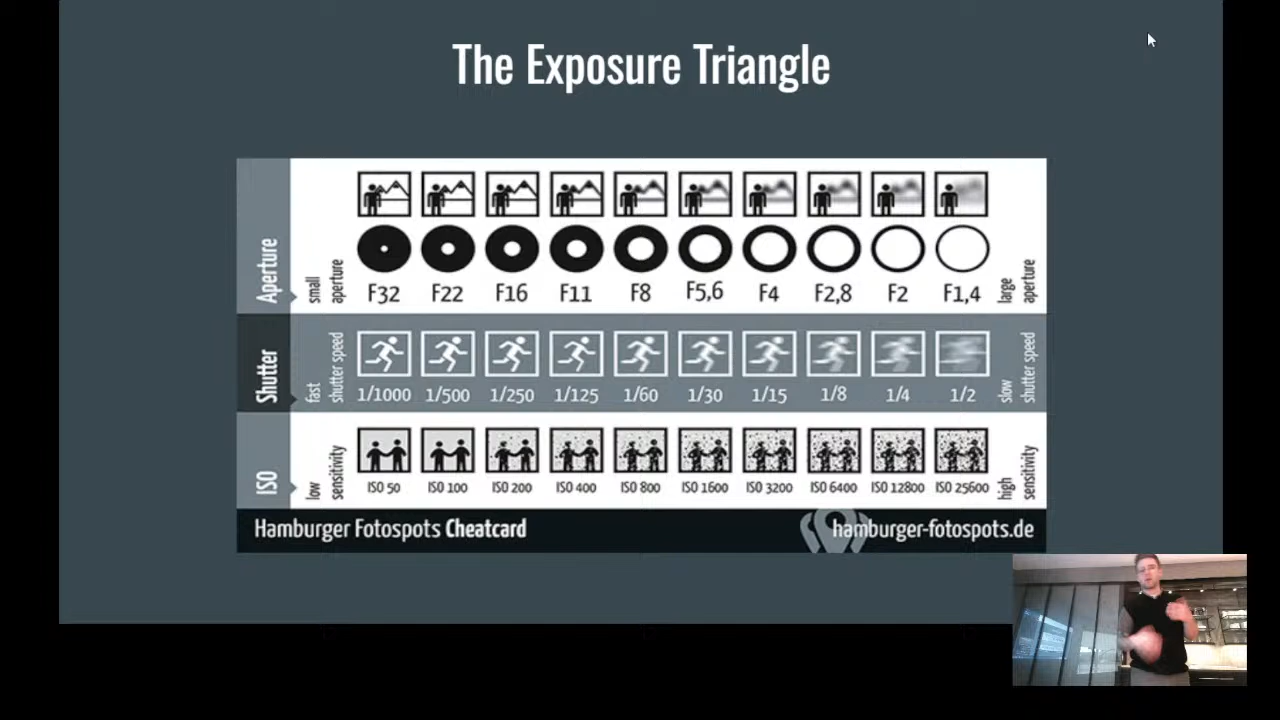 The Exposure Triangle
Aperture
small
aperture
F32 F22 F16 F11 F8 F5,6 F4 F2,8 F2 F1,4
large
aperture
Shutter
fast
shutter speed
1/1000 1/500 1/250 1/125 1/60 1/30 1/15 1/8 1/4 1/2
slow
shutter speed
ISO
low
sensitivity
ISO 50 ISO 100 ISO 200 ISO 400 ISO 800 ISO 1600 ISO 3200 ISO 6400 ISO 12800 ISO 25600
high
sensitivity
Hamburger Fotospots Cheatcard
hamburger-fotospots.de